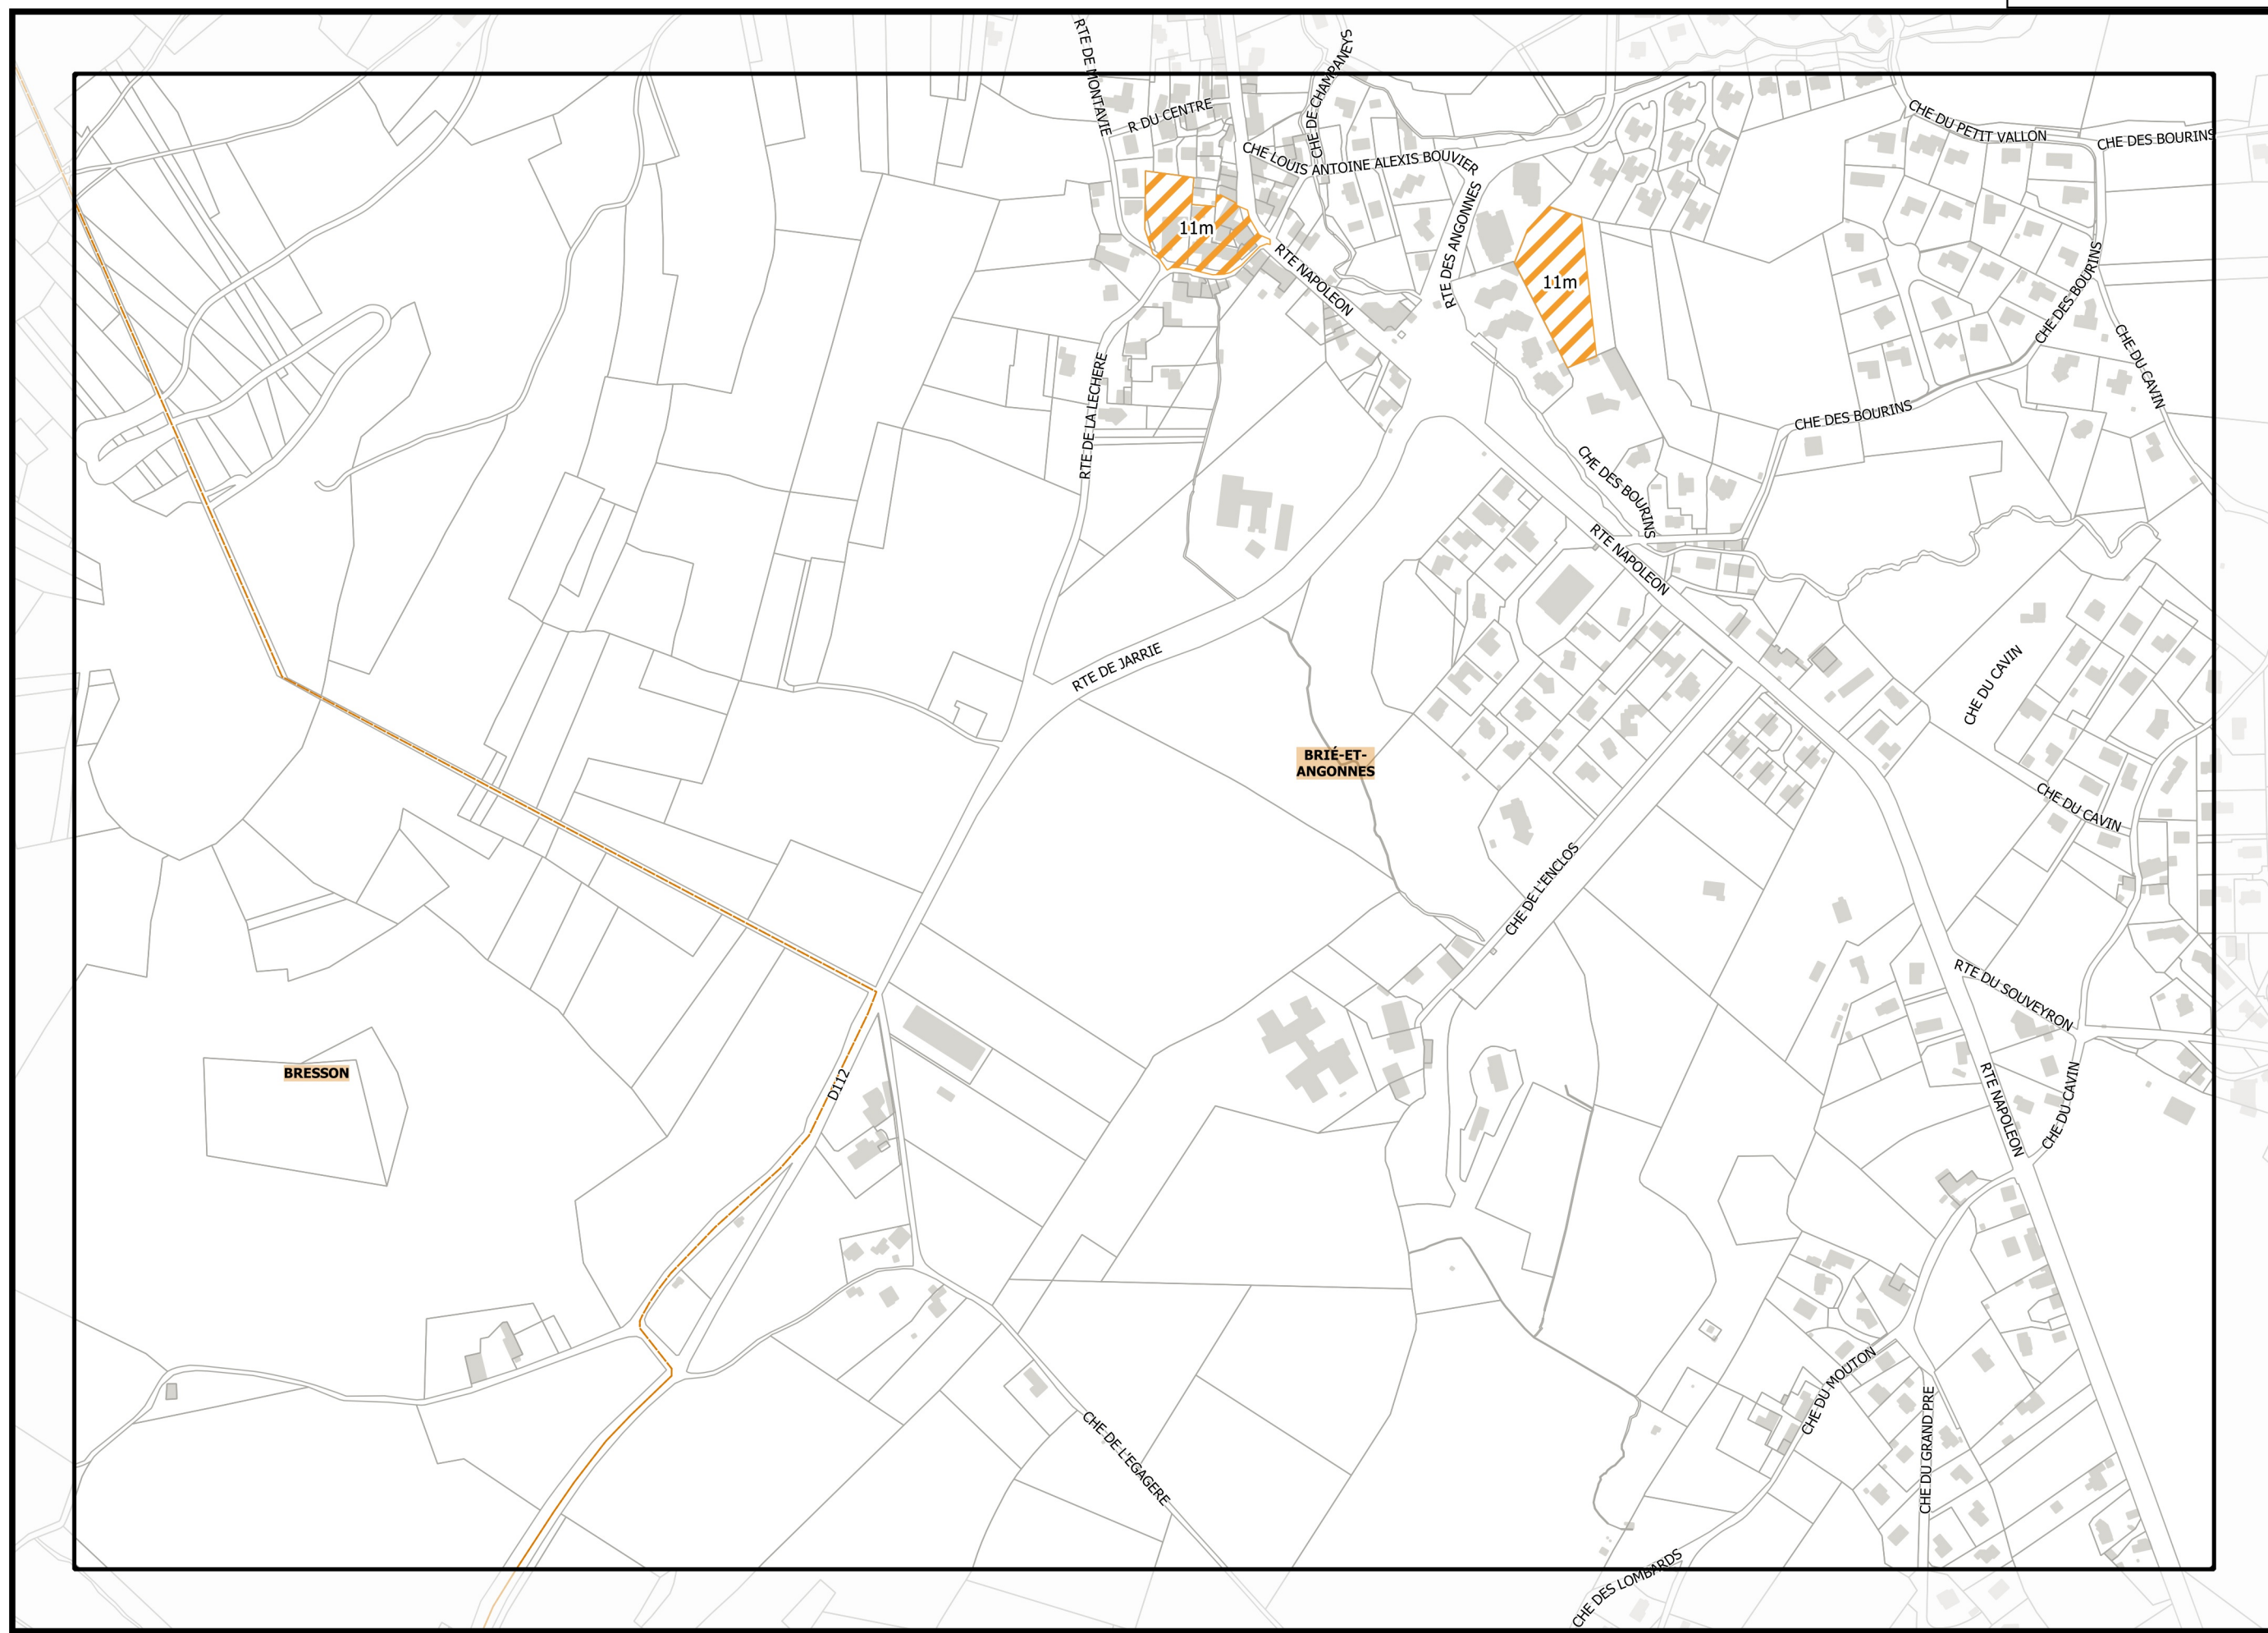 RTE DE MONTAVIE
R DU CENTRE
CHE DE CHAMPANEYS
CHE LOUIS ANTOINE ALEXIS BOUVIER
CHE DU PETIT VALLON
CHE DES BOURINS
11m
RTE NAPOLEON
RTE DES ANGONNES
11m
CHE DES BOURINS
CHE DU CAVIN
RTE DE LA LECHERE
CHE DES BOURINS
CHE DES BOURINS
RTE NAPOLEON
RTE DE JARRIE
CHE DU CAVIN
BRIÉ-ET-
ANGONNES
CHE DU CAVIN
CHE DE L'ENCLOS
RTE DU SOUVEYRON
BRESSON
D112
RTE NAPOLEON
CHE DU CAVIN
CHE DU MOUTON
CHE DU GRAND PRE
CHE DE L'EGAGERE
CHE DES LOMBARDS